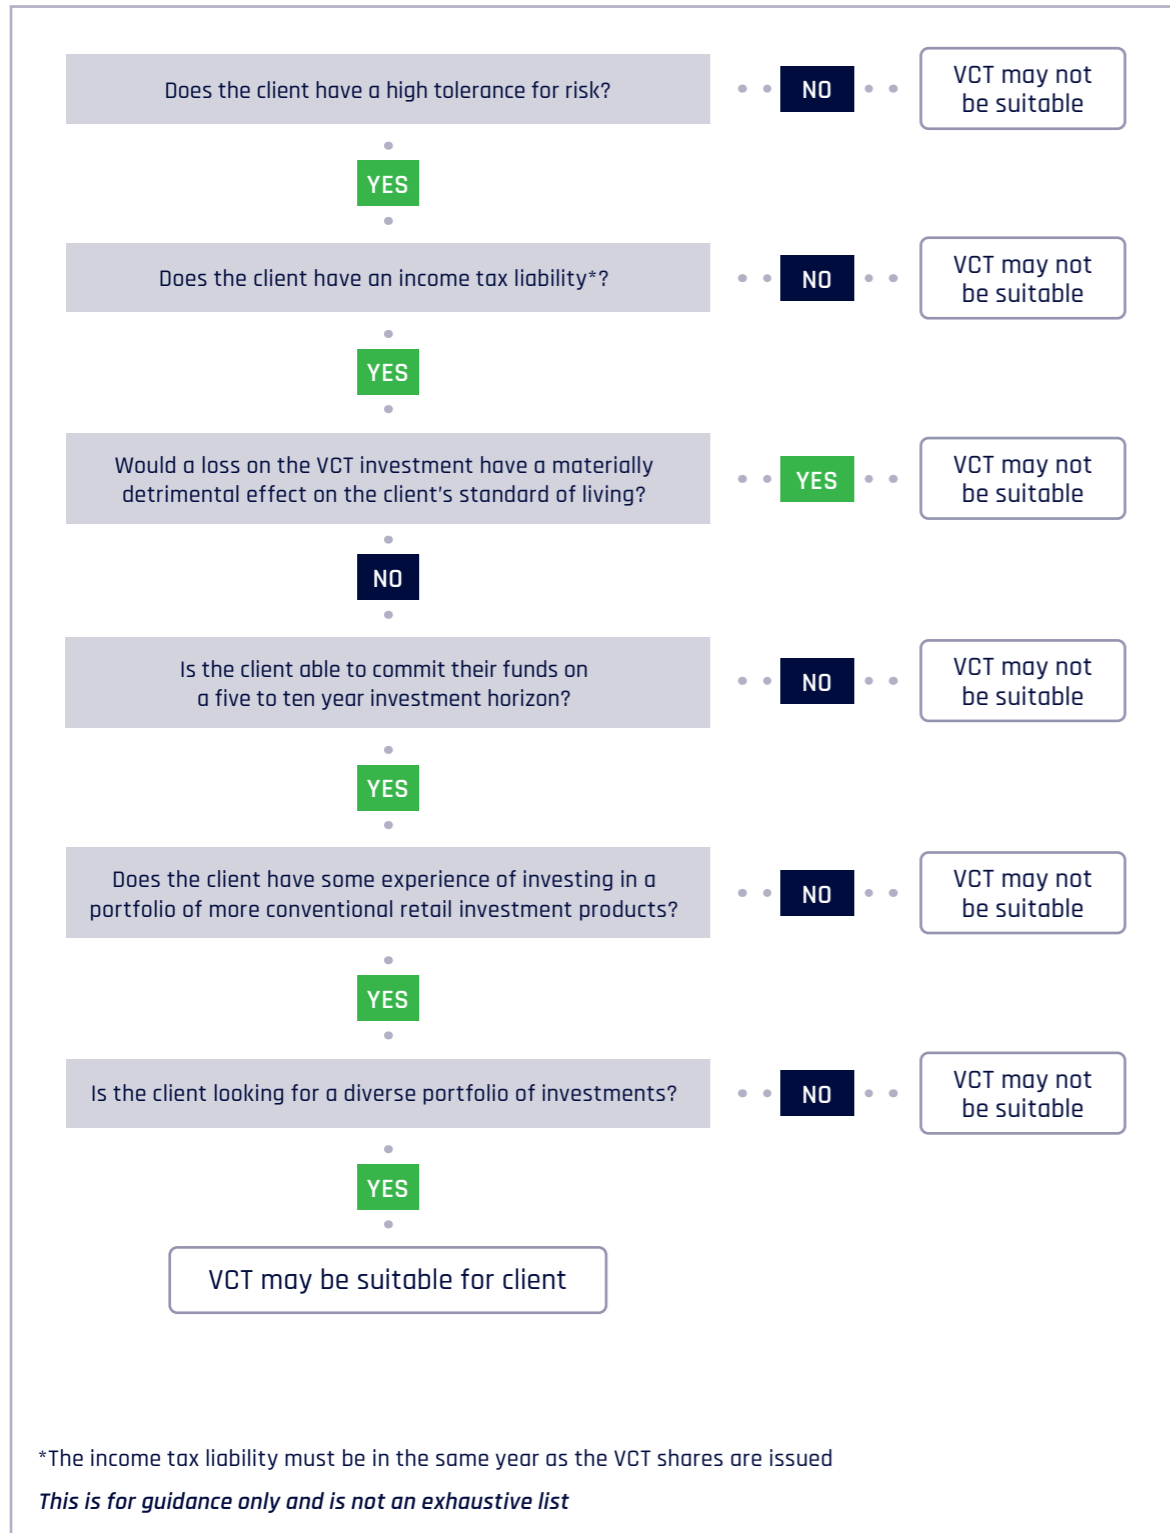 Does the client have a high tolerance for risk?
NO
VCT may not
be suitable
YES
Does the client have an income tax liability*?
NO
VCT may not
be suitable
YES
Would a loss on the VCT investment have a materially
detrimental effect on the client's standard of living?
YES
VCT may not
be suitable
NO
Is the client able to commit their funds on
a five to ten year investment horizon?
NO
VCT may not
be suitable
YES
Does the client have some experience of investing in a
portfolio of more conventional retail investment products?
NO
VCT may not
be suitable
YES
Is the client looking for a diverse portfolio of investments?
NO
VCT may not
be suitable
YES
VCT may be suitable for client
*The income tax liability must be in the same year as the VCT shares are issued
This is for guidance only and is not an exhaustive list